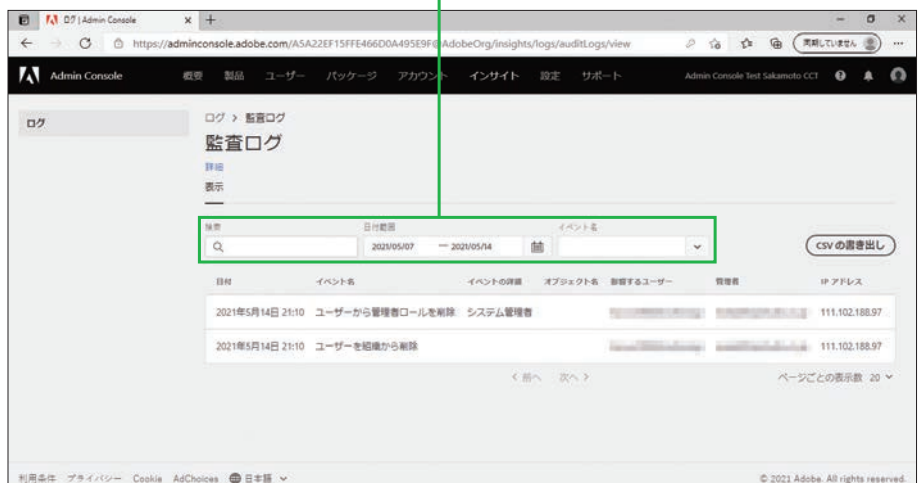 ログ | Admin Console
https://adminconsole.adobe.com/A5A22EF15FFE466D0A495E9F@AdobeOrg/insights/logs/auditLogs/view
同期していません
Admin Console 概要 製品 ユーザー パッケージ アカウント インサイト 設定 サポート Admin Console Test Sakamoto CCT
ログ
ログ > 監査ログ
監査ログ
詳細
表示
検索 日付範囲 イベント名
2021/05/07 — 2021/05/14
CSV の書き出し
日付 イベント名 イベントの詳細 オブジェクト名 影響するユーザー 管理者 IP アドレス
2021年5月14日 21:10 ユーザーから管理者ロールを削除 システム管理者 111.102.188.97
2021年5月14日 21:10 ユーザーを組織から削除 111.102.188.97
< 前へ 次へ > ページごとの表示数 20
利用条件 プライバシー Cookie AdChoices 日本語 © 2021 Adobe. All rights reserved.